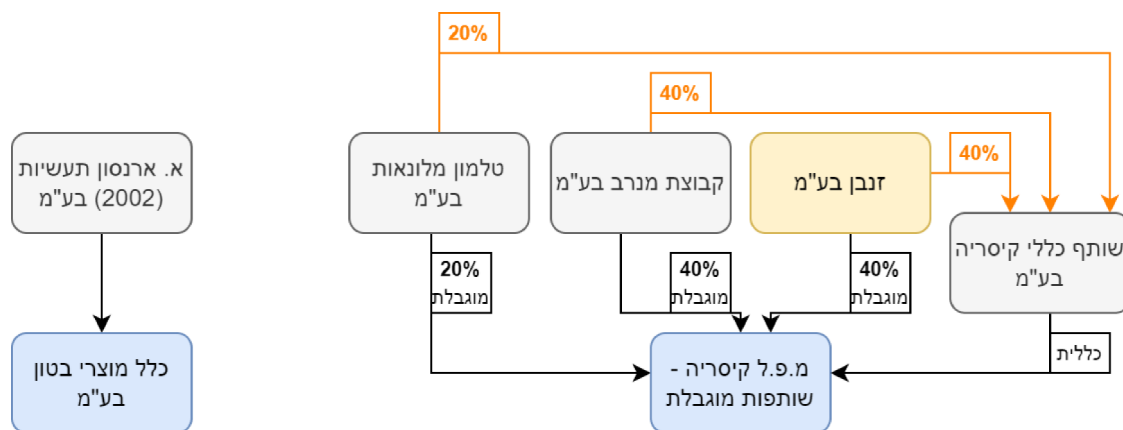 20%
40%
א. ארנסון תעשיות
(2002) בע"מ
טלמון מלונאות
בע"מ
קבוצת מנרב בע"מ
זנבן בע"מ
40%
שותף כללי קיסריה
בע"מ
20%
מוגבלת
40%
מוגבלת
40%
מוגבלת
כללית
כלל מוצרי בטון
בע"מ
מ.פ.ל קיסריה -
שותפות מוגבלת